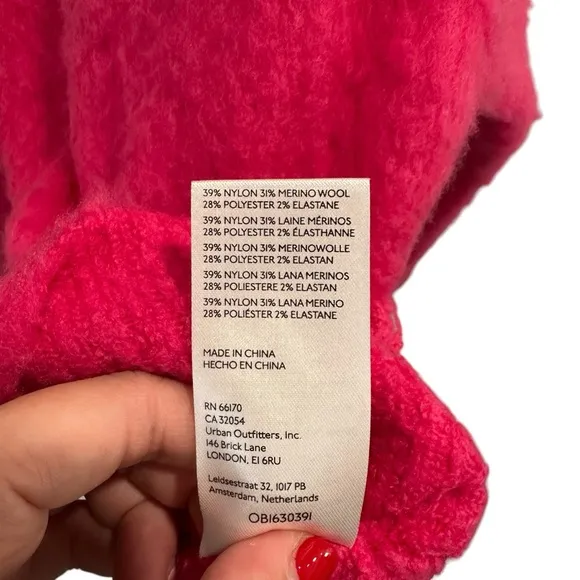 39% NYLON 31% MERINO WOOL
28% POLYESTER 2% ELASTANE
39% NYLON 31% LAINE MÉRINOS
28% POLYESTER 2% ÉLASTHANNE
39% NYLON 31% MERINOWOLLE
28% POLYESTER 2% ELASTAN
39% NYLON 31% LANA MERINOS
28% POLIESTERE 2% ELASTAN
39% NYLON 31% LANA MERINO
28% POLIÉSTER 2% ELASTANE
MADE IN CHINA
HECHO EN CHINA
RN 66170
CA 32054
Urban Outfitters, Inc.
146 Brick Lane
LONDON, E1 6RU
Leidsestraat 32, 1017 PB
Amsterdam, Netherlands
OB1630391